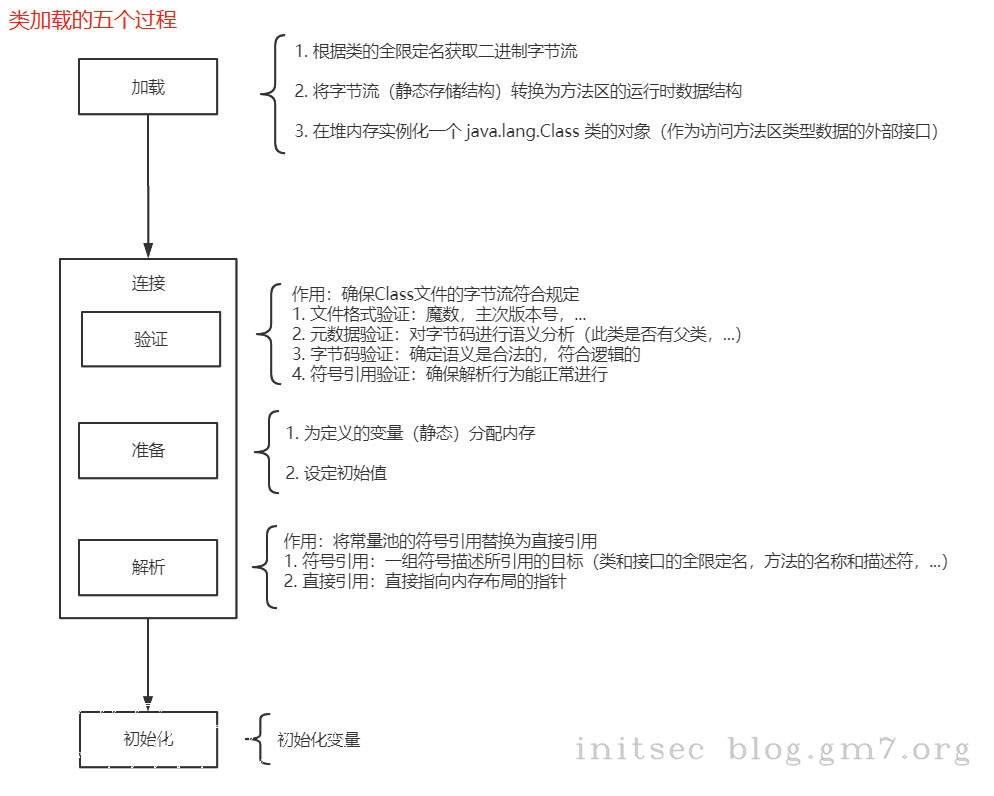 类加载的五个过程
加载
1. 根据类的全限定名获取二进制字节流
2. 将字节流（静态存储结构）转换为方法区的运行时数据结构
3. 在堆内存实例化一个 java.lang.Class 类的对象（作为访问方法区类型数据的外部接口）
连接
验证
作用：确保Class文件的字节流符合规定
1. 文件格式验证：魔数，主次版本号，...
2. 元数据验证：对字节码进行语义分析（此类是否有父类，...）
3. 字节码验证：确定语义是合法的，符合逻辑的
4. 符号引用验证：确保解析行为能正常进行
准备
1. 为定义的变量（静态）分配内存
2. 设定初始值
解析
作用：将常量池的符号引用替换为直接引用
1. 符号引用：一组符号描述所引用的目标（类和接口的全限定名，方法的名称和描述符，...）
2. 直接引用：直接指向内存布局的指针
初始化
初始化变量
initsec blog.gm7.org